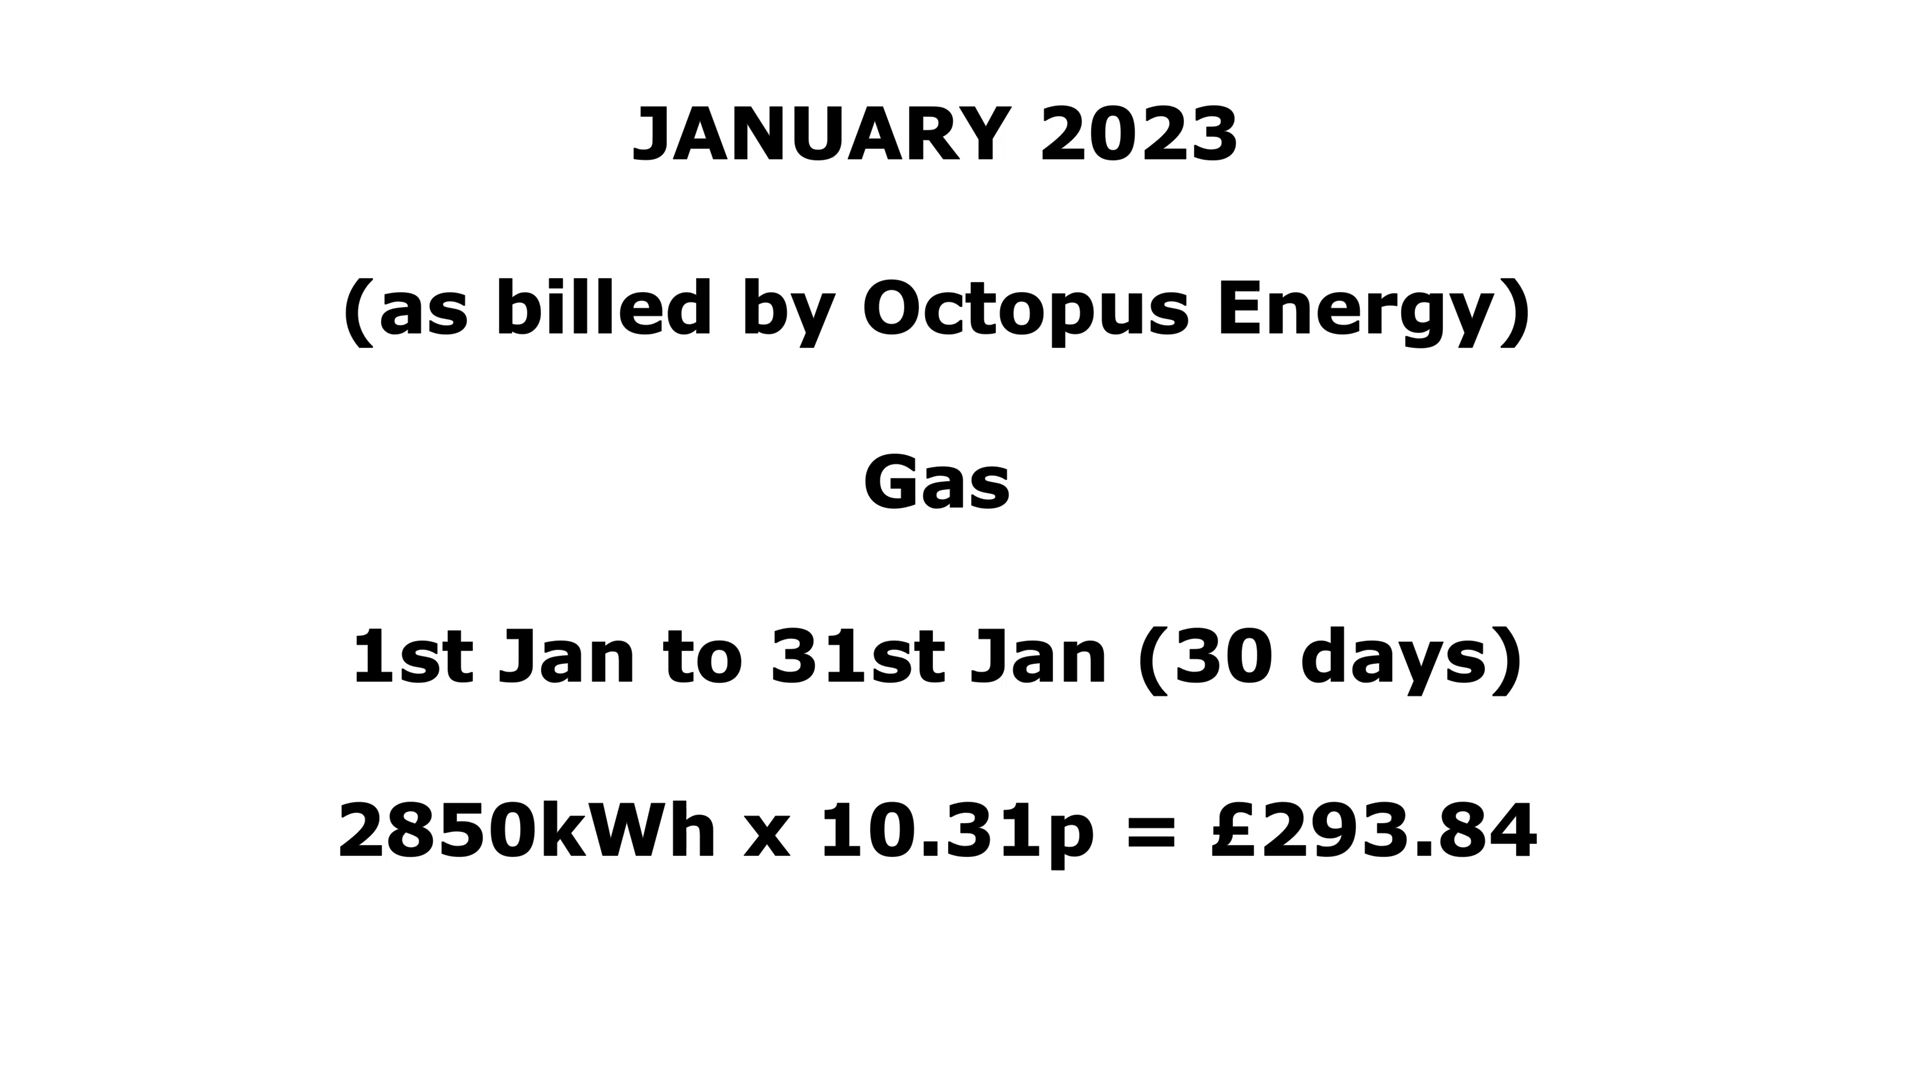 JANUARY 2023
(as billed by Octopus Energy)
Gas
1st Jan to 31st Jan (30 days)
2850kWh x 10.31p = £293.84